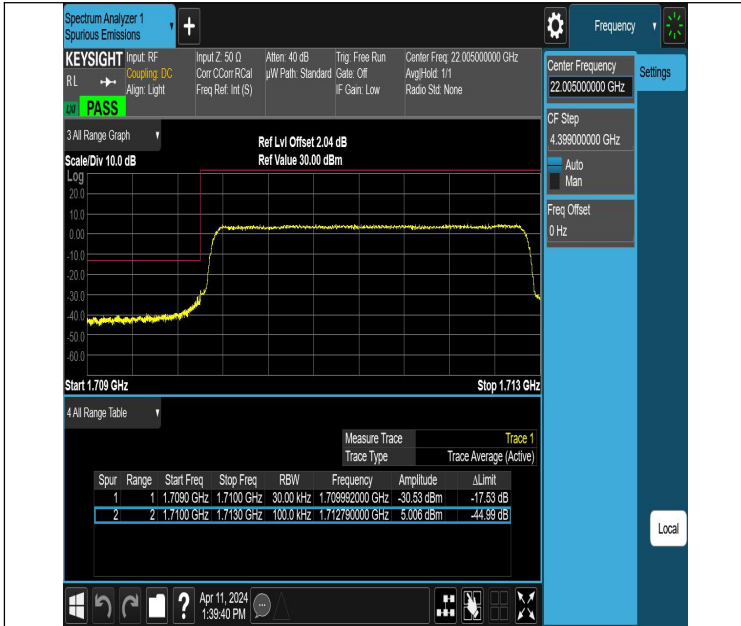 Spectrum Analyzer 1
Spurious Emissions
Frequency
KEYSIGHT
RL
LXI
PASS
Input: RF
Coupling: DC
Align: Light
Input Z: 50 Ω
Corr CCorr RCal
Freq Ref: Int (S)
Atten: 40 dB
µW Path: Standard
Trig: Free Run
Gate: Off
IF Gain: Low
Center Freq: 22.005000000 GHz
Avg|Hold: 1/1
Radio Std: None
Center Frequency
22.005000000 GHz
Settings
CF Step
4.399000000 GHz
Auto
Man
Freq Offset
0 Hz
3 All Range Graph
Scale/Div 10.0 dB
Ref Lvl Offset 2.04 dB
Ref Value 30.00 dBm
Log
20.0
10.0
0.00
-10.0
-20.0
-30.0
-40.0
-50.0
-60.0
Start 1.709 GHz Stop 1.713 GHz
4 All Range Table
Measure Trace Trace 1
Trace Type Trace Average (Active)
Spur Range Start Freq Stop Freq RBW Frequency Amplitude ΔLimit
1 1 1.7090 GHz 1.7100 GHz 30.00 kHz 1.709992000 GHz -30.53 dBm -17.53 dB
2 2 1.7100 GHz 1.7130 GHz 100.0 kHz 1.712790000 GHz 5.006 dBm -44.99 dB
Local
?
Apr 11, 2024
1:39:40 PM